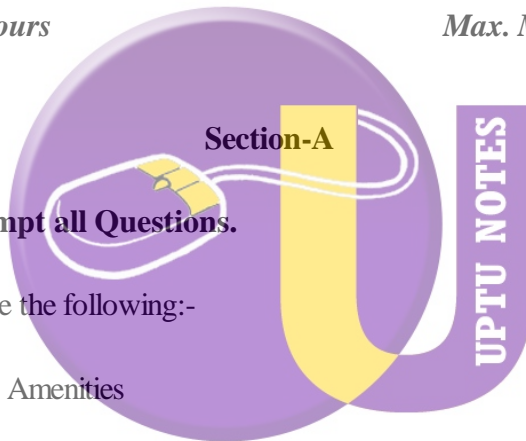 ours Max. M
Section-A
mpt all Questions.
e the following:-
Amenities
UPTU NOTES